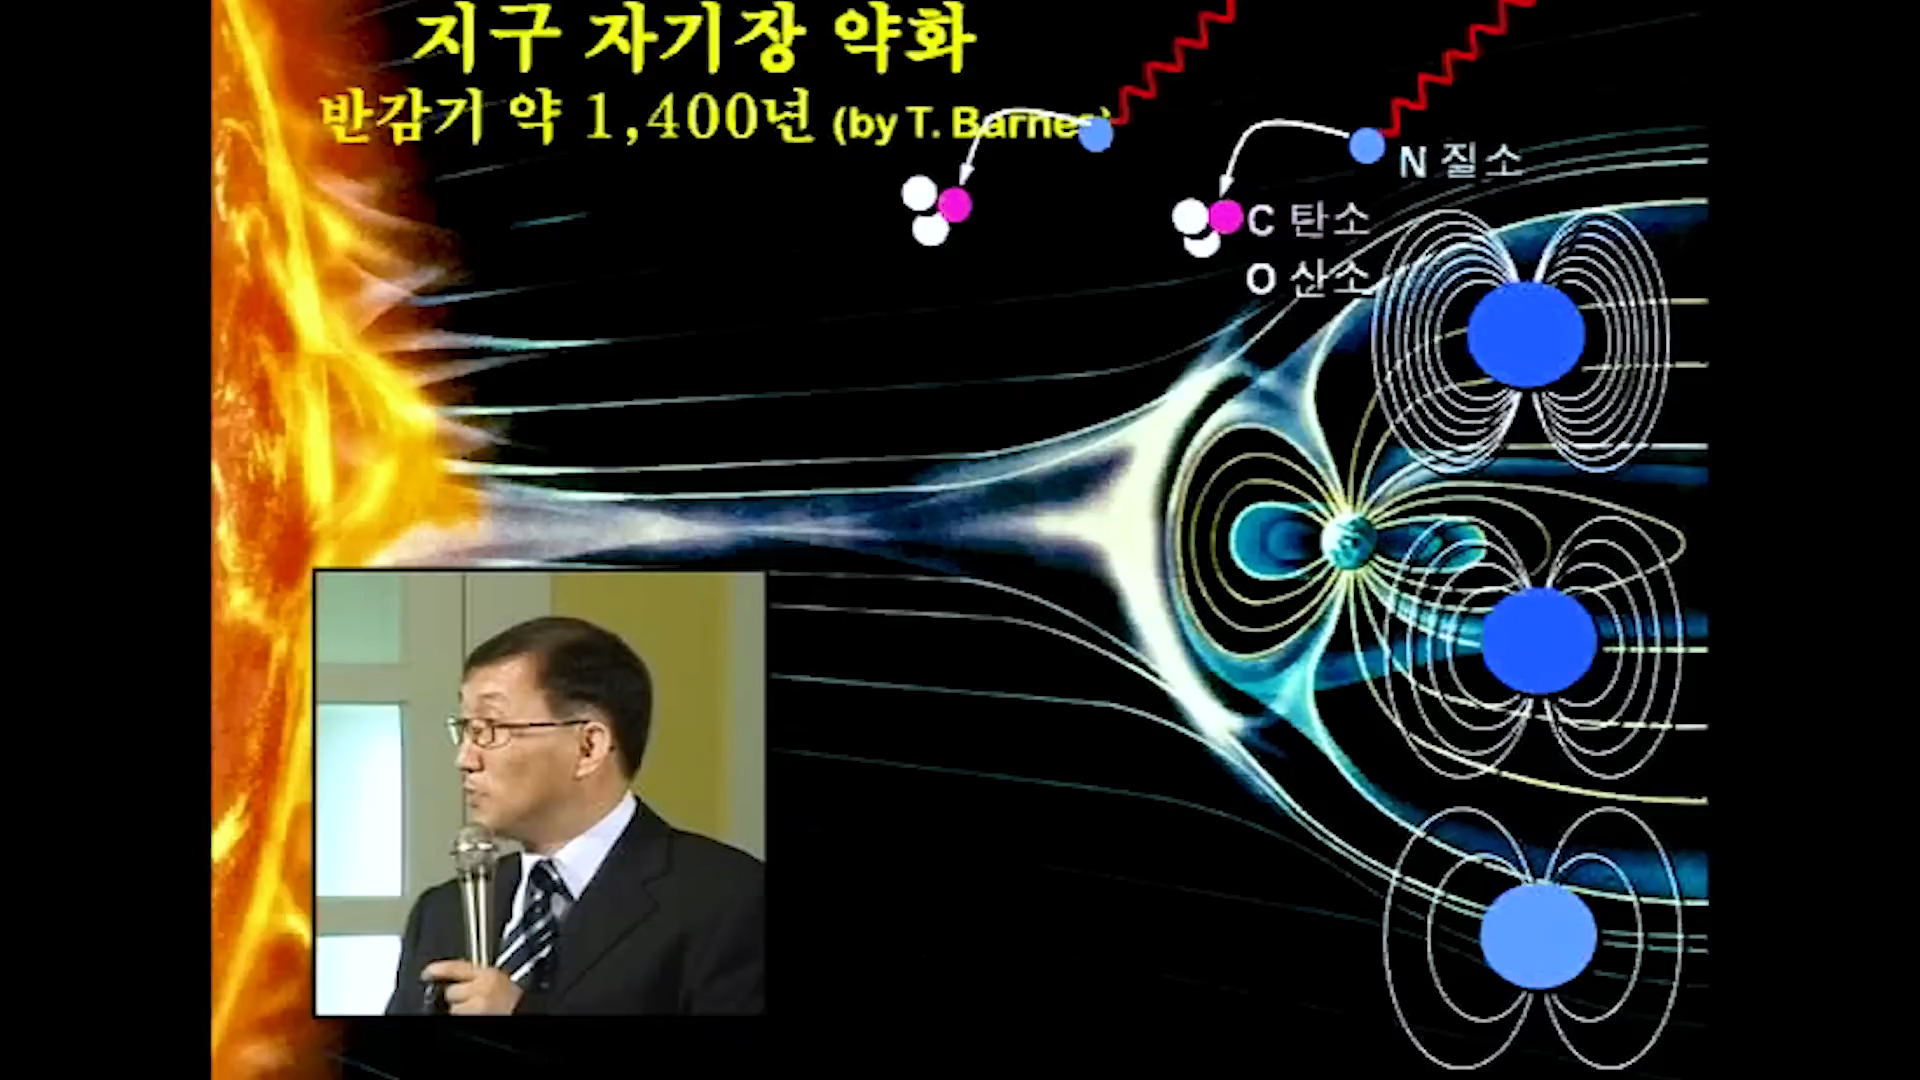 지구 자기장 약화
반감기 약 1,400년 (by T. Barnes)
N 질소
C 탄소
O 산소